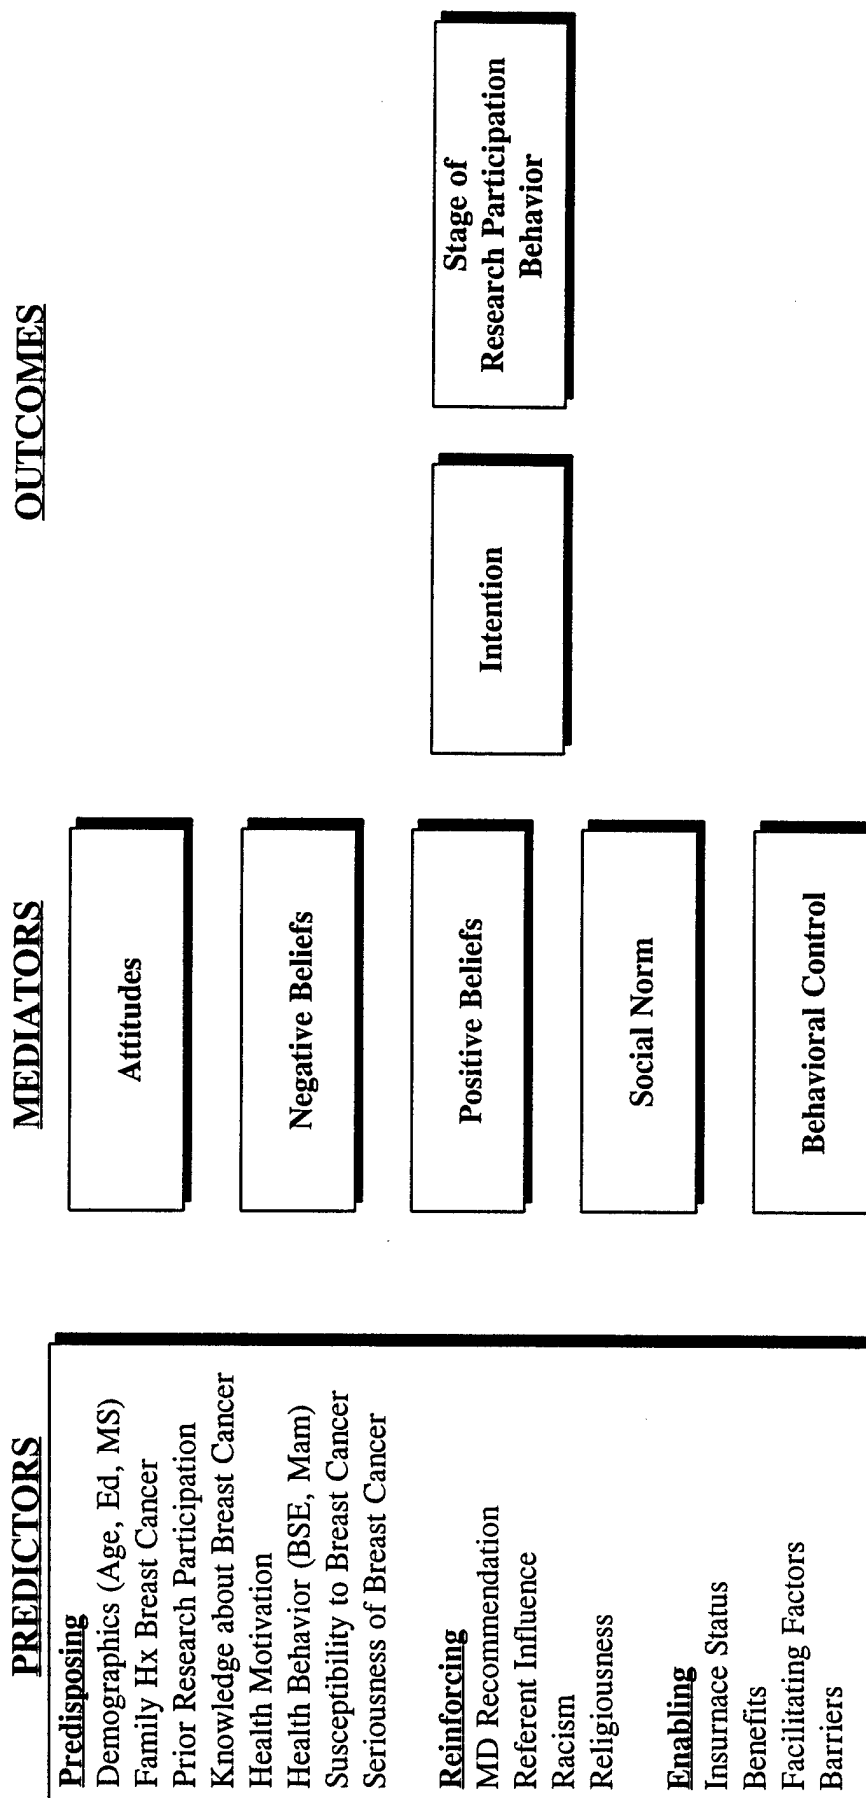 PREDICTORS
Predisposing
Demographics (Age, Ed, MS)
Family Hx Breast Cancer
Prior Research Participation
Knowledge about Breast Cancer
Health Motivation
Health Behavior (BSE, Mam)
Susceptibility to Breast Cancer
Seriousness of Breast Cancer
Reinforcing
MD Recommendation
Referent Influence
Racism
Religiousness
Enabling
Insurnace Status
Benefits
Facilitating Factors
Barriers
MEDIATORS
Attitudes
Negative Beliefs
Positive Beliefs
Social Norm
Behavioral Control
OUTCOMES
Intention
Stage of
Research Participation
Behavior